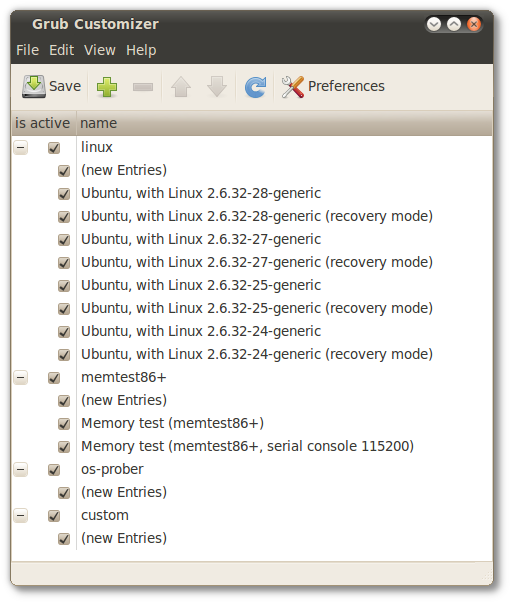 Grub Customizer
File Edit View Help
Save Preferences
is active name
linux
(new Entries)
Ubuntu, with Linux 2.6.32-28-generic
Ubuntu, with Linux 2.6.32-28-generic (recovery mode)
Ubuntu, with Linux 2.6.32-27-generic
Ubuntu, with Linux 2.6.32-27-generic (recovery mode)
Ubuntu, with Linux 2.6.32-25-generic
Ubuntu, with Linux 2.6.32-25-generic (recovery mode)
Ubuntu, with Linux 2.6.32-24-generic
Ubuntu, with Linux 2.6.32-24-generic (recovery mode)
memtest86+
(new Entries)
Memory test (memtest86+)
Memory test (memtest86+, serial console 115200)
os-prober
(new Entries)
custom
(new Entries)